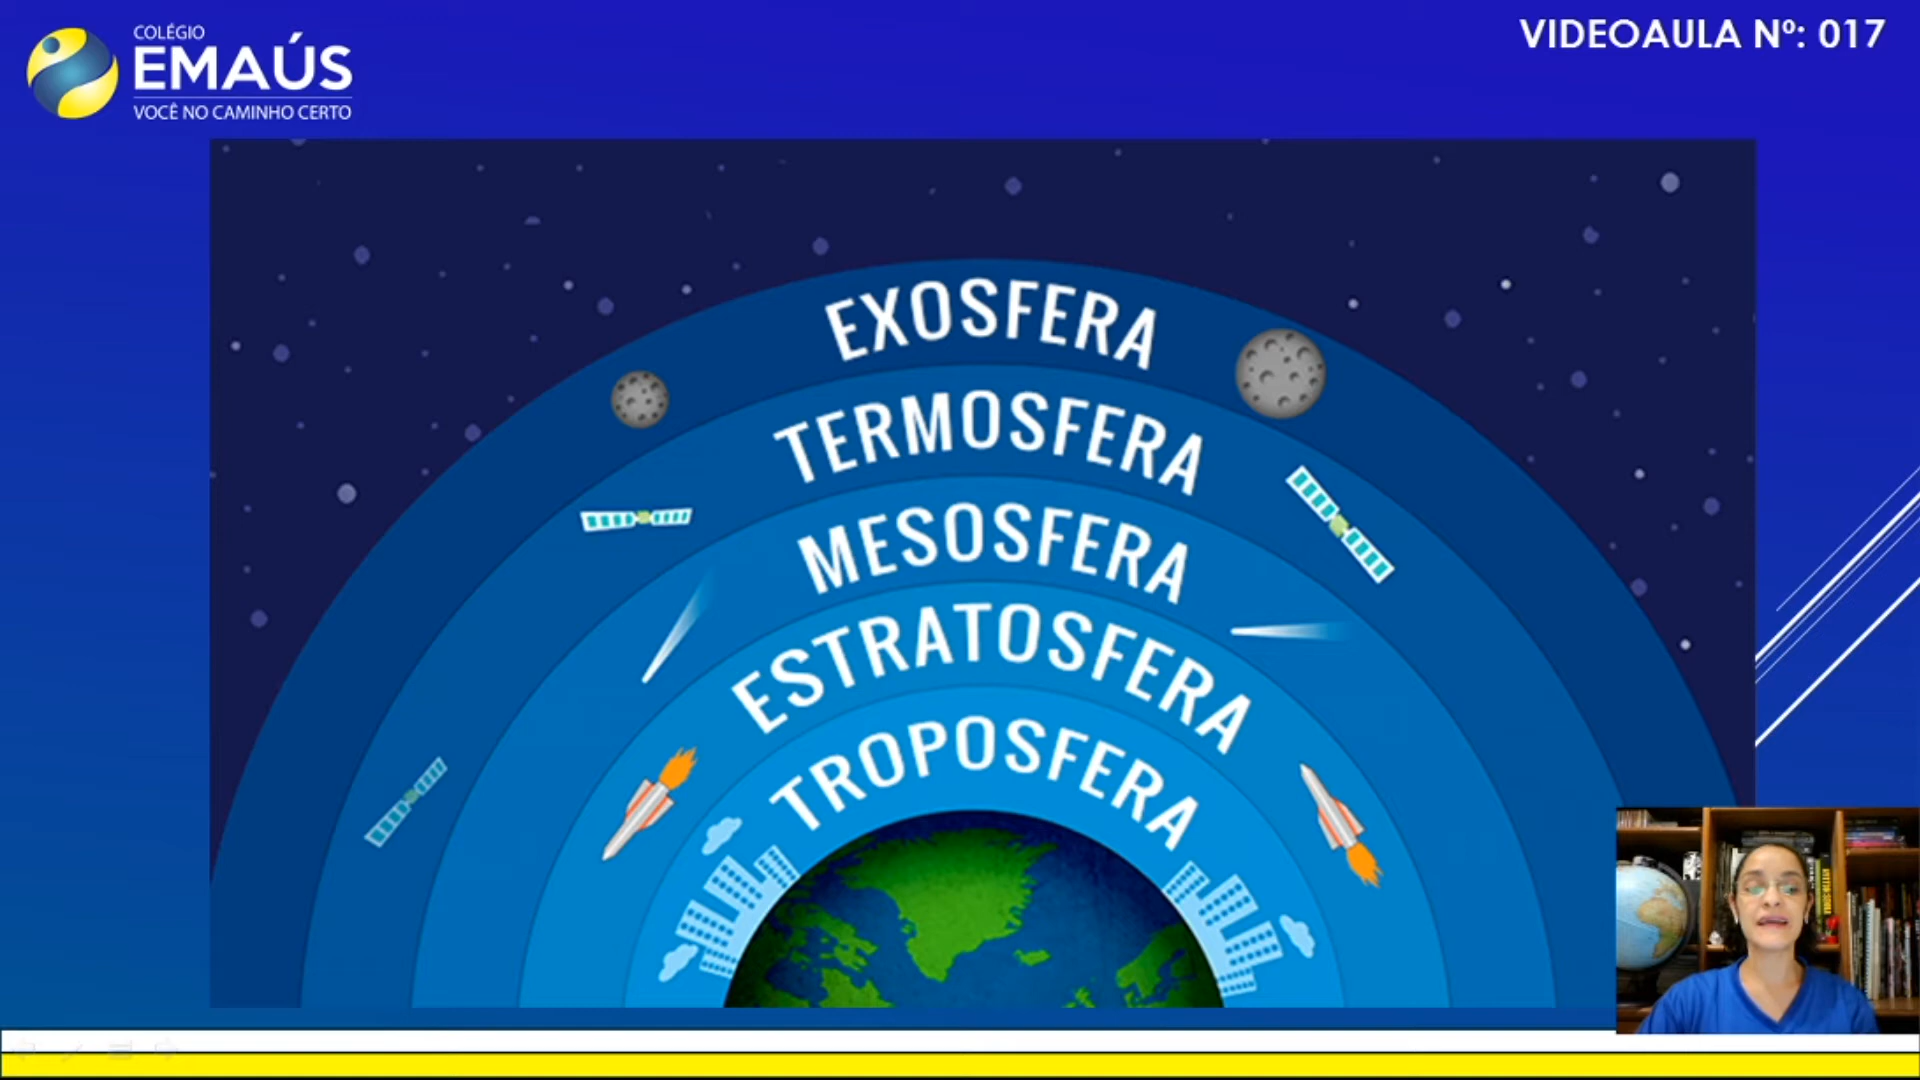 COLÉGIO
EMAÚS
VOCÊ NO CAMINHO CERTO
VIDEOAULA Nº: 017
EXOSFERA
TERMOSFERA
MESOSFERA
ESTRATOSFERA
TROPOSFERA